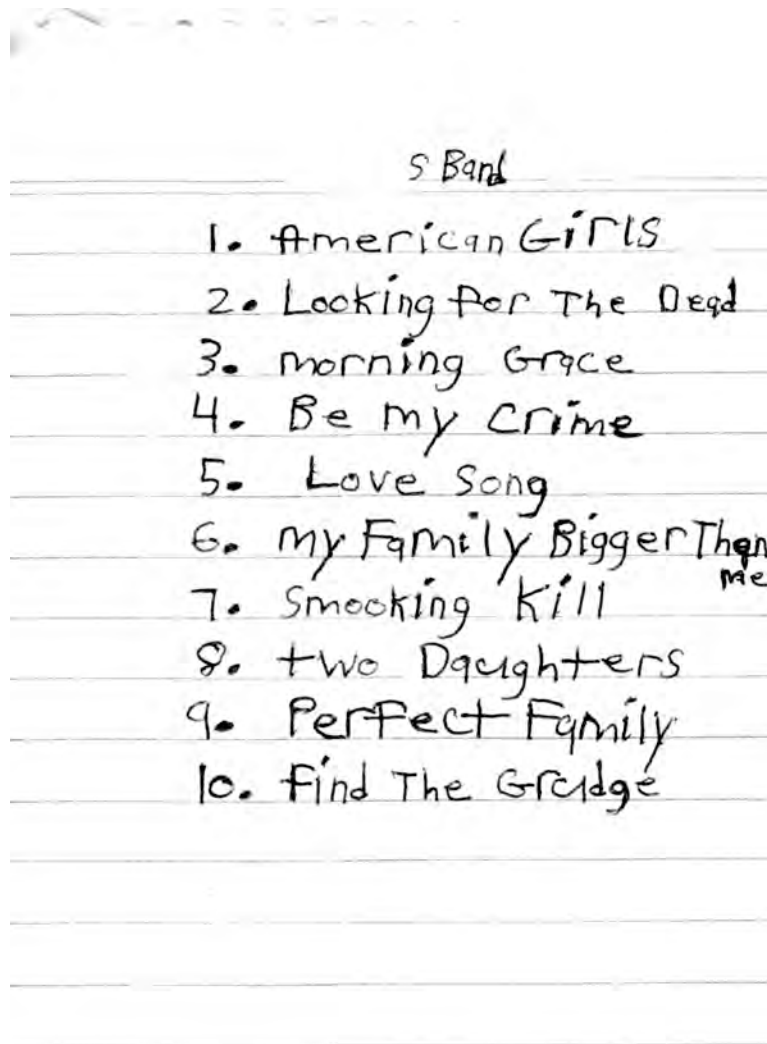 S Band
1. American Girls
2. Looking for The Dead
3. morning Grace
4. Be my crime
5. Love Song
6. my Family Bigger Than
me
7. Smooking Kill
8. two Daughters
9. Perfect Family
10. Find The Grudge